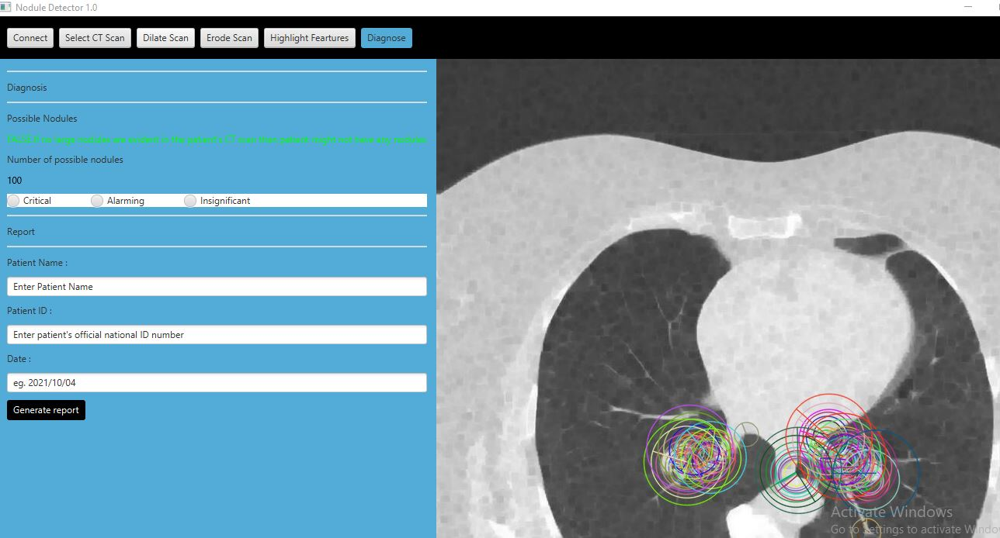 Nodule Detector 1.0
Connect Select CT Scan Dilate Scan Erode Scan Highlight Feartures Diagnose
Diagnosis
Possible Nodules
FALSE:If no large nodules are evident in the patient's CT scan then patient might not have any nodules
Number of possible nodules
100
Critical Alarming Insignificant
Report
Patient Name :
Enter Patient Name
Patient ID :
Enter patient's official national ID number
Date :
eg. 2021/10/04
Generate report
Activate Windows
Go to Settings to activate Windo